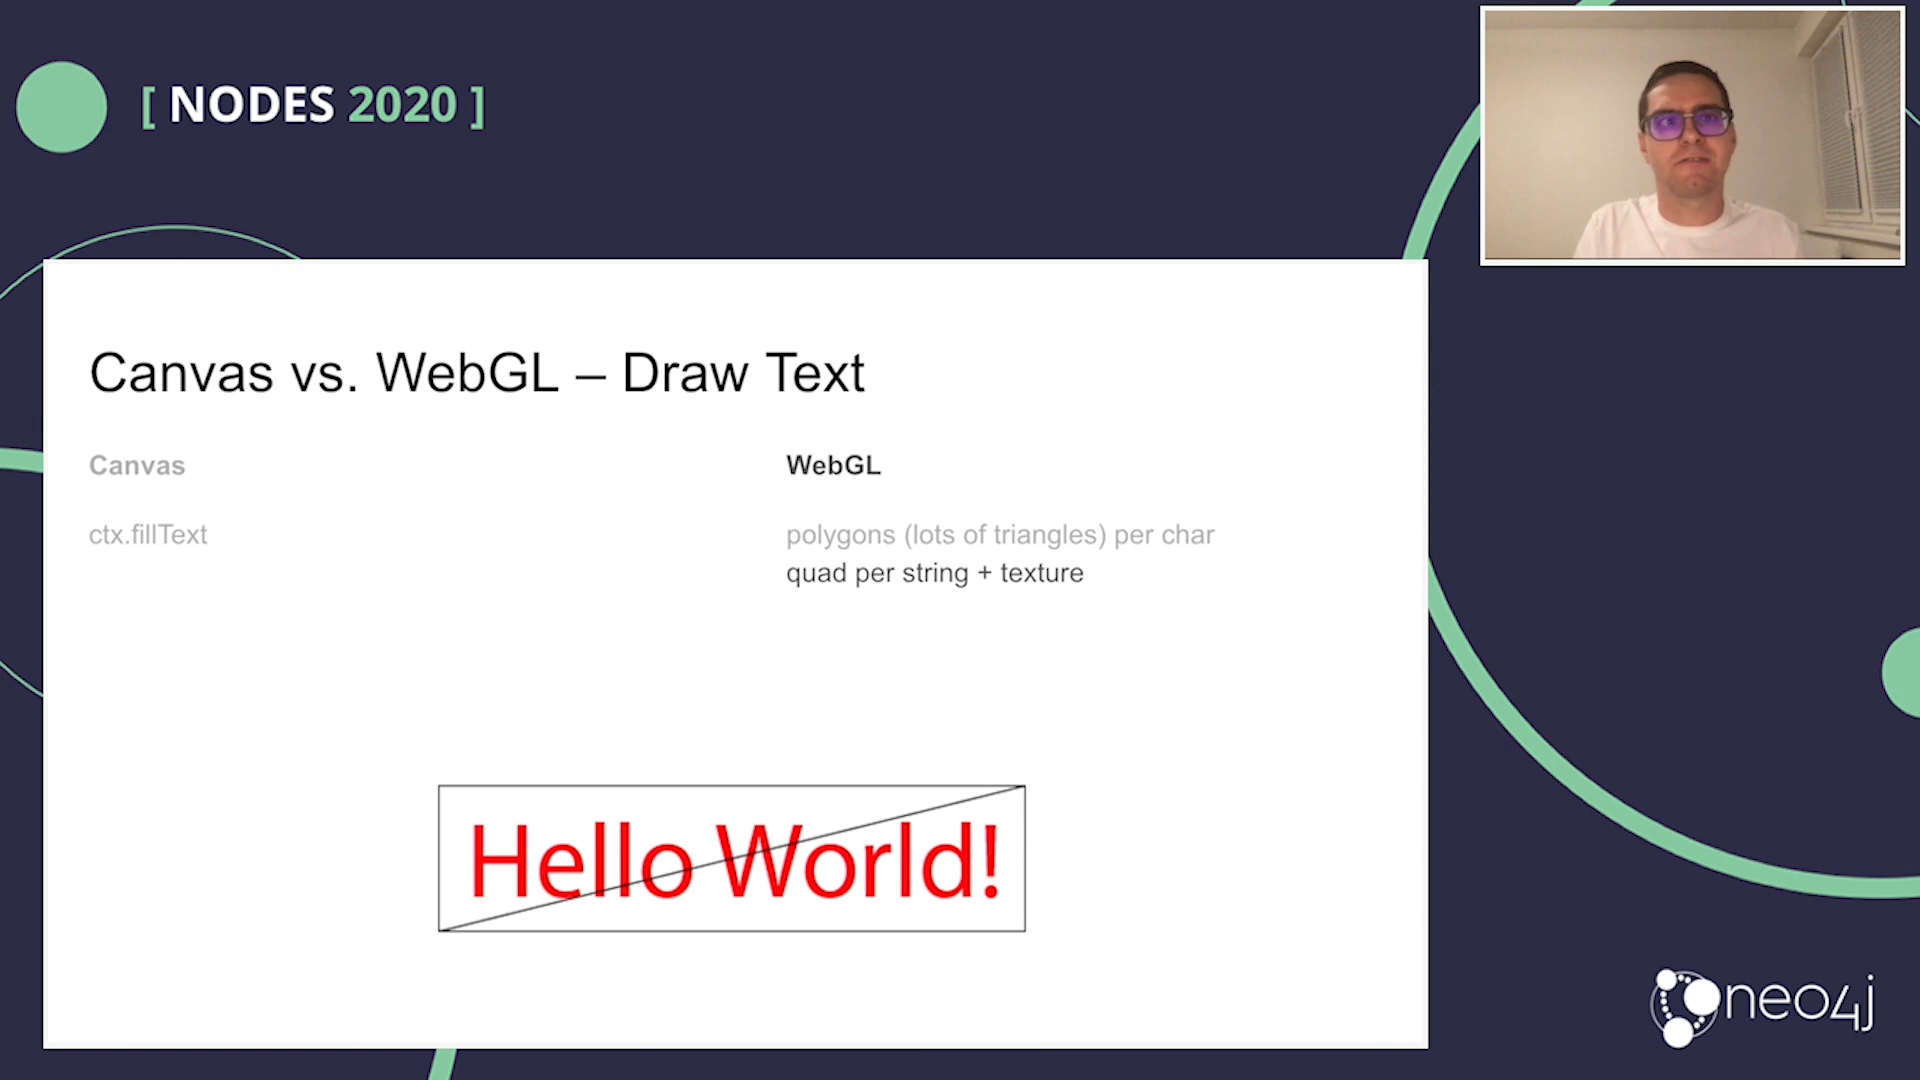 [ NODES 2020 ]
Canvas vs. WebGL – Draw Text
Canvas
ctx.fillText
WebGL
polygons (lots of triangles) per char
quad per string + texture
Hello World!
neo4j